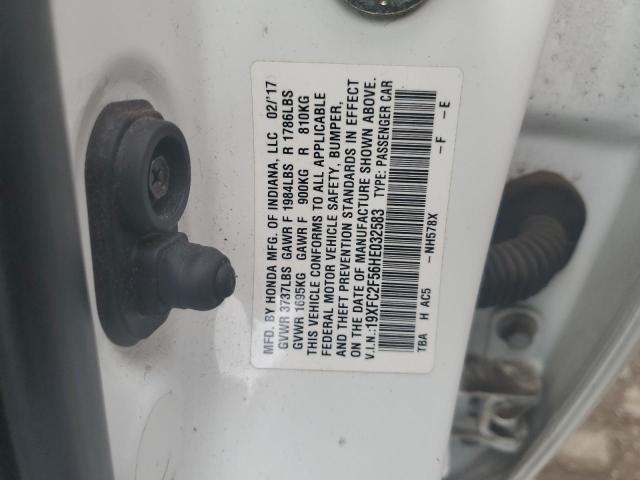 MFD. BY HONDA MFG. OF INDIANA, LLC 02/17
GVWR 3737LBS GAWR F 1984LBS R 1786LBS
GVWR 1695KG GAWR F 900KG R 810KG
THIS VEHICLE CONFORMS TO ALL APPLICABLE
FEDERAL MOTOR VEHICLE SAFETY, BUMPER,
AND THEFT PREVENTION STANDARDS IN EFFECT
ON THE DATE OF MANUFACTURE SHOWN ABOVE.
V.I.N.:19XFC2F56HE032583 TYPE: PASSENGER CAR
TBA H AC5 -NH578X -F -E